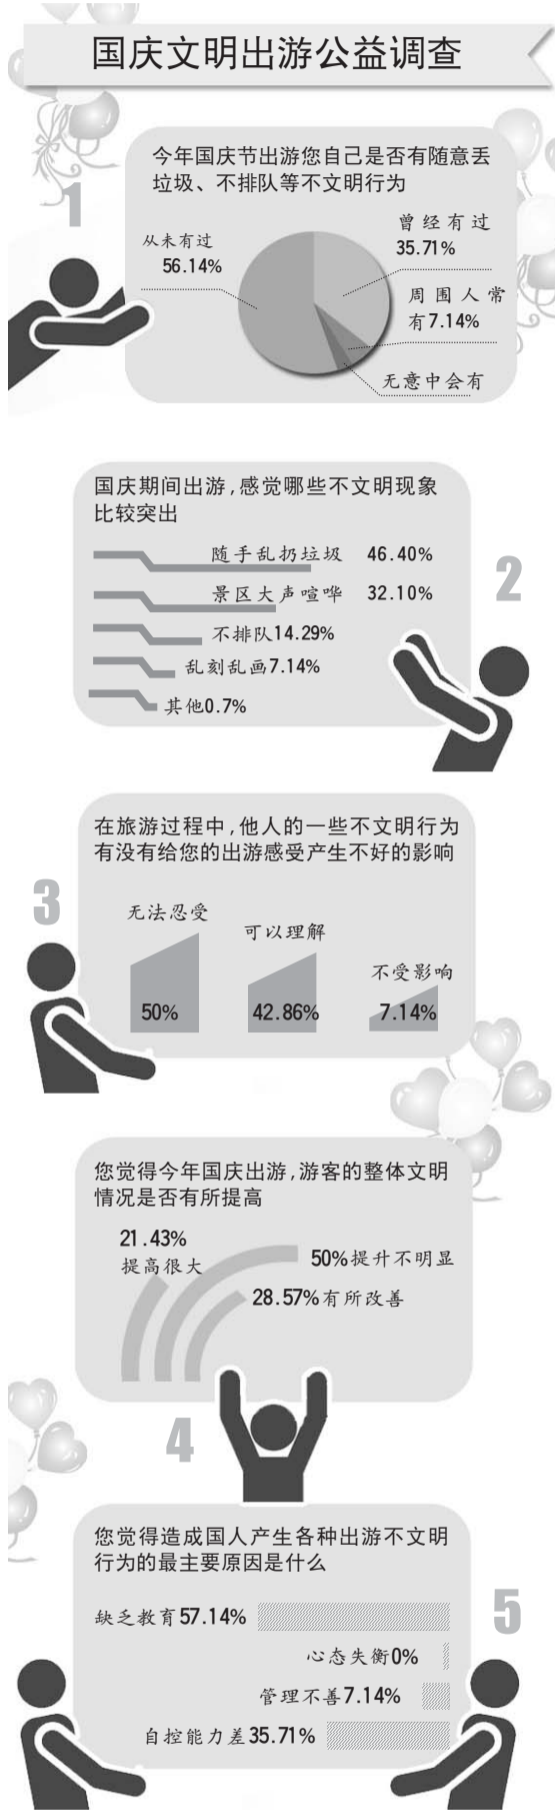 国庆文明出游公益调查
1
今年国庆节出游您自己是否有随意丢
垃圾、不排队等不文明行为
从未有过
56.14%
曾经有过
35.71%
周围人常
有7.14%
无意中会有
国庆期间出游,感觉哪些不文明现象
比较突出
随手乱扔垃圾 46.40%
景区大声喧哗 32.10%
不排队14.29%
乱刻乱画7.14%
其他0.7%
2
在旅游过程中,他人的一些不文明行为
有没有给您的出游感受产生不好的影响
3
无法忍受
50%
可以理解
42.86%
不受影响
7.14%
您觉得今年国庆出游,游客的整体文明
情况是否有所提高
21.43%
提高很大
50%提升不明显
28.57%有所改善
4
您觉得造成国人产生各种出游不文明
行为的最主要原因是什么
缺乏教育57.14%
心态失衡0%
管理不善7.14%
自控能力差35.71%
5